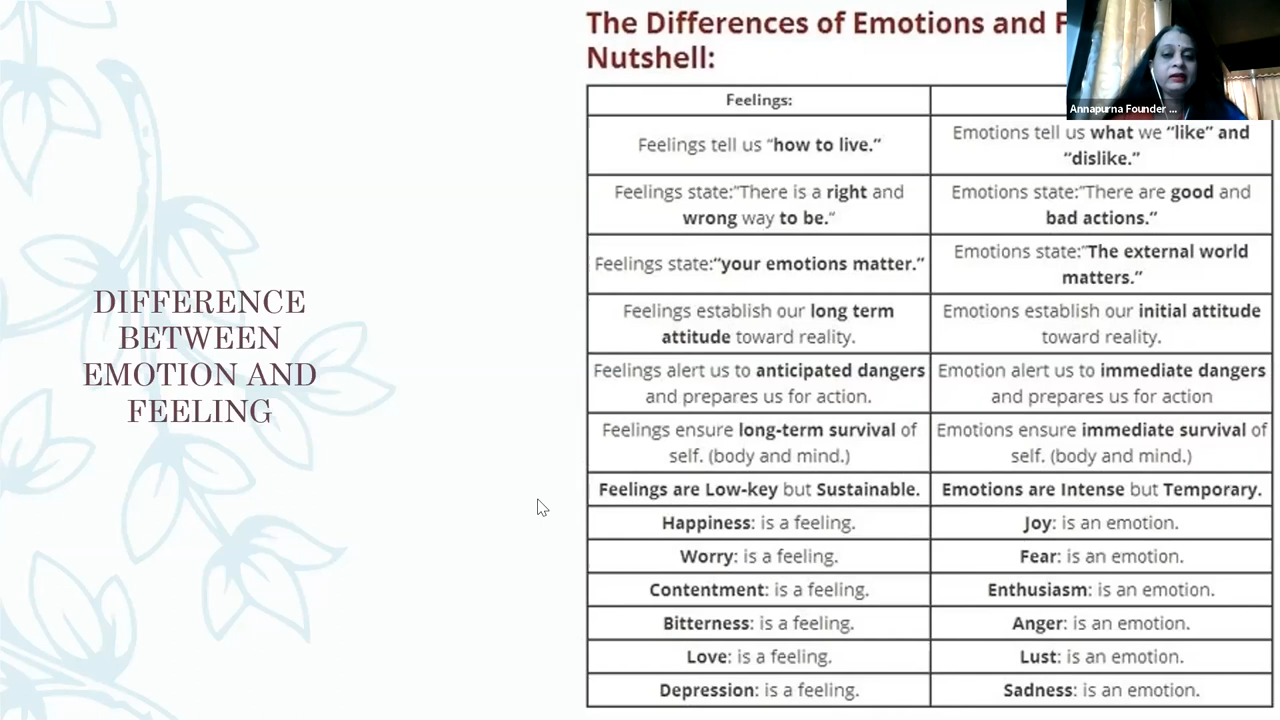 DIFFERENCE
BETWEEN
EMOTION AND
FEELING
The Differences of Emotions and
Nutshell:
Feelings:
Feelings tell us “how to live.”
Emotions tell us what we “like” and
“dislike.”
Feelings state:”There is a right and
wrong way to be.“
Emotions state:”There are good and
bad actions.”
Feelings state:“your emotions matter.”
Emotions state:”The external world
matters.”
Feelings establish our long term
attitude toward reality.
Emotions establish our initial attitude
toward reality.
Feelings alert us to anticipated dangers
and prepares us for action.
Emotion alert us to immediate dangers
and prepares us for action
Feelings ensure long-term survival of
self. (body and mind.)
Emotions ensure immediate survival of
self. (body and mind.)
Feelings are Low-key but Sustainable.
Emotions are Intense but Temporary.
Happiness: is a feeling.
Joy: is an emotion.
Worry: is a feeling.
Fear: is an emotion.
Contentment: is a feeling.
Enthusiasm: is an emotion.
Bitterness: is a feeling.
Anger: is an emotion.
Love: is a feeling.
Lust: is an emotion.
Depression: is a feeling.
Sadness: is an emotion.
Annapurna Founder ...